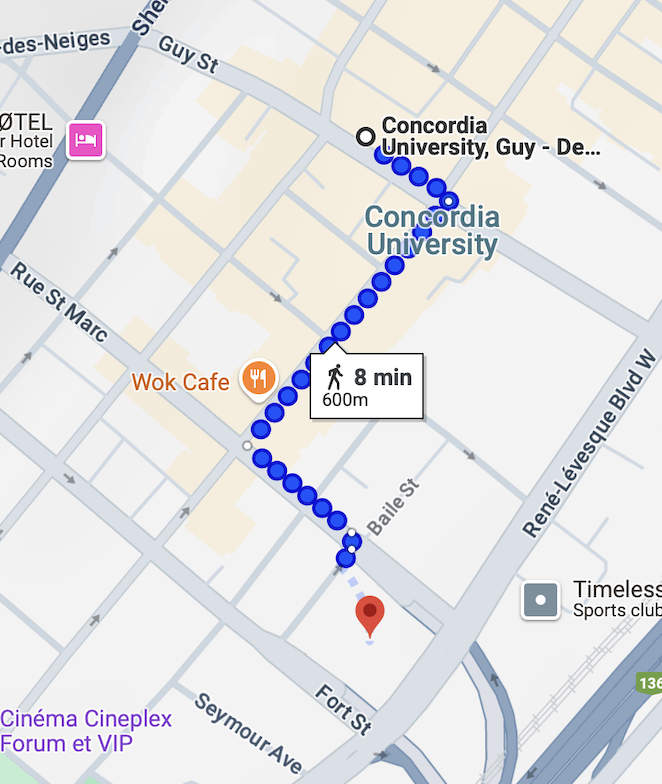 -des-Neiges
Guy St
ØTEL
r Hotel
Rooms
Concordia
University, Guy - De...
Concordia
University
Rue St Marc
Wok Cafe
8 min
600m
René-Lévesque Blvd W
Baile St
Timeless
Sports club
136
Fort St
Seymour Ave
Cinéma Cineplex
Forum et VIP